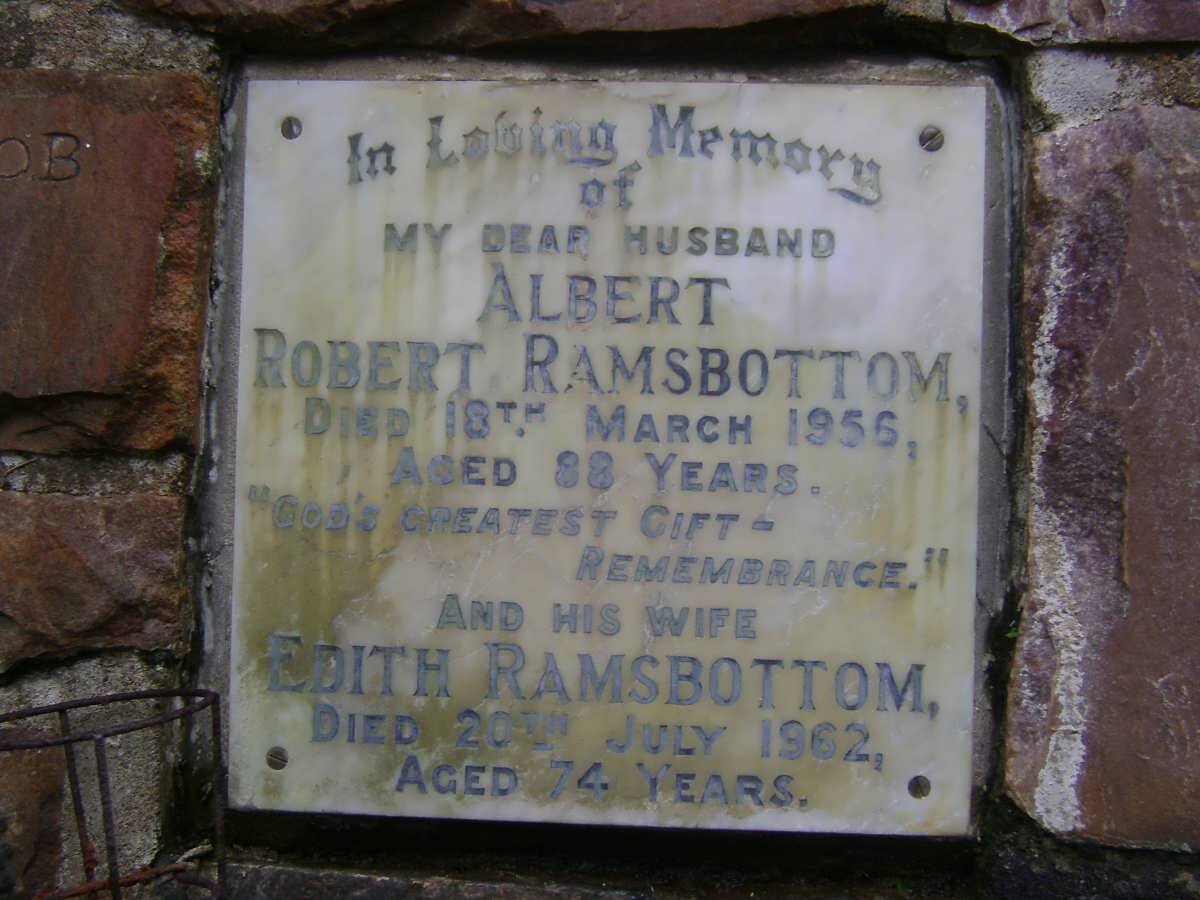 OB
In Loving Memory
of
MY DEAR HUSBAND
ALBERT
ROBERT RAMSBOTTOM,
DIED 18TH. MARCH 1956,
AGED 88 YEARS.
"GOD'S GREATEST GIFT –
REMEMBRANCE."
AND HIS WIFE
EDITH RAMSBOTTOM,
DIED 20TH JULY 1962,
AGED 74 YEARS.